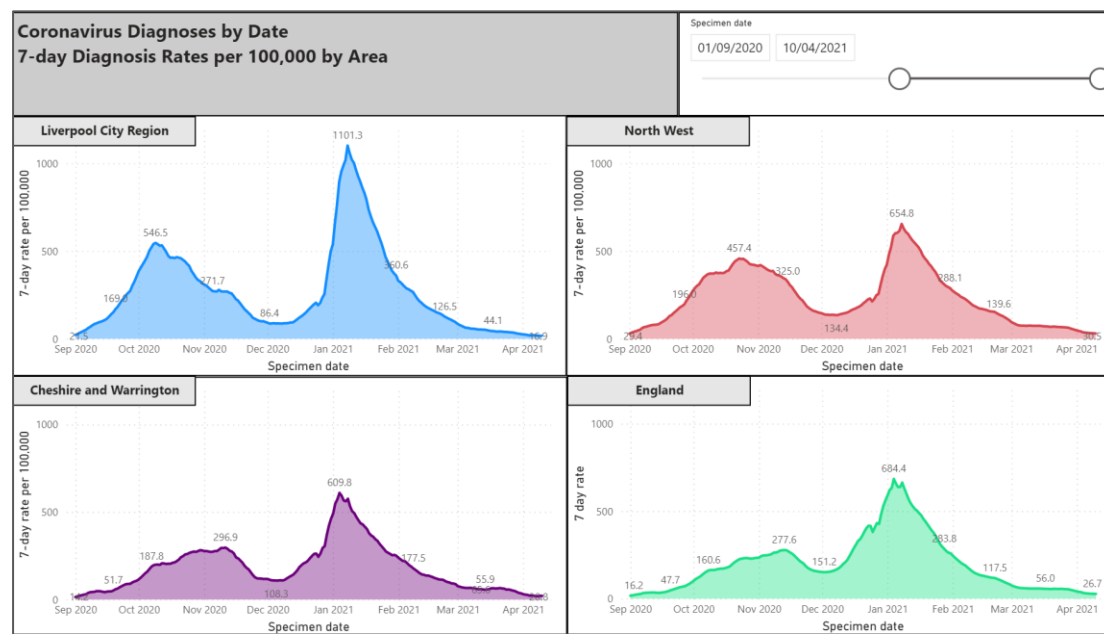 Coronavirus Diagnoses by Date
7-day Diagnosis Rates per 100,000 by Area
Specimen date
01/09/2020 10/04/2021
Liverpool City Region
7-day rate per 100,000
1000
500
0
1101.3
546.5
271.7
86.4
360.6
126.5
44.1
16.9
Sep 2020 Oct 2020 Nov 2020 Dec 2020 Jan 2021 Feb 2021 Mar 2021 Apr 2021
Specimen date
North West
7-day rate per 100,000
1000
500
0
29.4
196.0
457.4
325.0
134.4
654.8
288.1
139.6
30.5
Sep 2020 Oct 2020 Nov 2020 Dec 2020 Jan 2021 Feb 2021 Mar 2021 Apr 2021
Specimen date
Cheshire and Warrington
7-day rate per 100,000
1000
500
0
14.2
51.7
187.8
296.9
108.3
609.8
177.5
55.9
Sep 2020 Oct 2020 Nov 2020 Dec 2020 Jan 2021 Feb 2021 Mar 2021 Apr 2021
Specimen date
England
7 day rate
1000
500
0
16.2
47.7
160.6
277.6
151.2
684.4
283.8
117.5
56.0
26.7
Sep 2020 Oct 2020 Nov 2020 Dec 2020 Jan 2021 Feb 2021 Mar 2021 Apr 2021
Specimen date